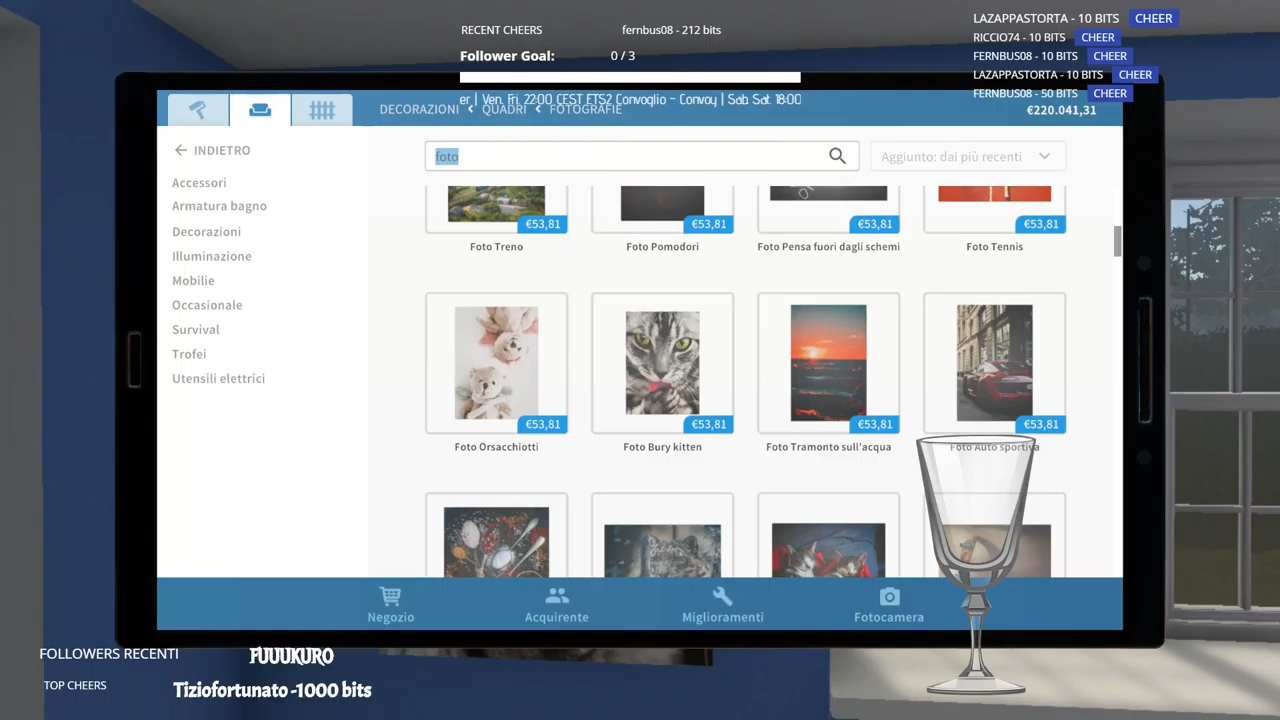 RECENT CHEERS fernbus08 - 212 bits
Follower Goal: 0 / 3
er | Ven. Fri. 22:00 CEST ETS2 Convoglio - Convoy | Sab Sat 18:00
LAZAPPASTORTA - 10 BITS CHEER
RICCIO74 - 10 BITS CHEER
FERNBUS08 - 10 BITS CHEER
LAZAPPASTORTA - 10 BITS CHEER
FERNBUS08 - 50 BITS CHEER
DECORAZIONI < QUADRI < FOTOGRAFIE
€220.041,31
INDIETRO
foto
Aggiunto: dai più recenti
Accessori
Armatura bagno
Decorazioni
Illuminazione
Mobilie
Occasionale
Survival
Trofei
Utensili elettrici
€53,81 €53,81 €53,81 €53,81
Foto Treno Foto Pomodori Foto Pensa fuori dagli schemi Foto Tennis
€53,81 €53,81 €53,81 €53,81
Foto Orsacchiotti Foto Bury kitten Foto Tramonto sull'acqua Foto Auto sportiva
Negozio Acquirente Miglioramenti Fotocamera
FOLLOWERS RECENTI FUUUKURO
TOP CHEERS Tiziofortunato -1000 bits